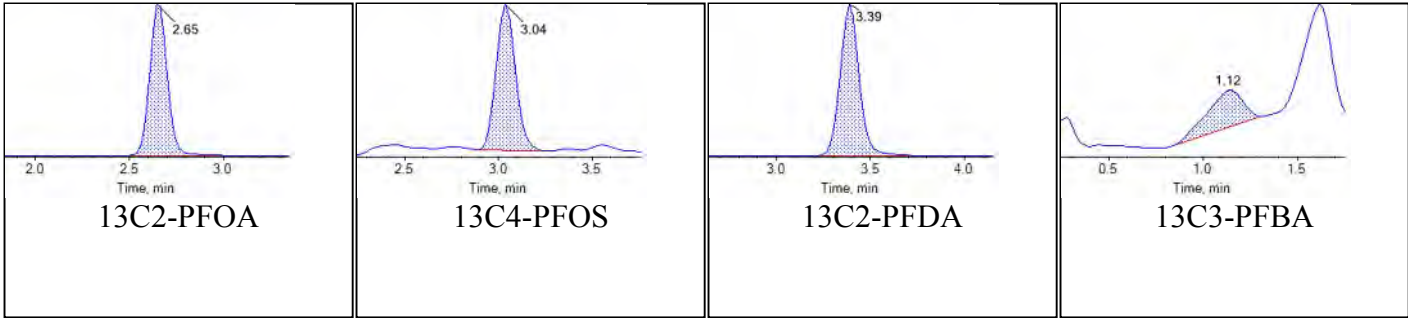 2.65
2.0 2.5 3.0
Time, min
13C2-PFOA
3.04
2.5 3.0 3.5
Time, min
13C4-PFOS
3.39
3.0 3.5 4.0
Time, min
13C2-PFDA
1.12
0.5 1.0 1.5
Time, min
13C3-PFBA